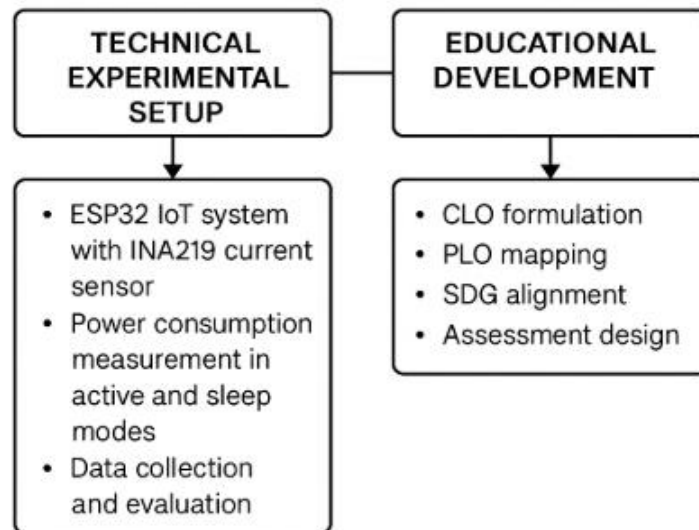 TECHNICAL
EXPERIMENTAL
SETUP
EDUCATIONAL
DEVELOPMENT
• ESP32 IoT system
with INA219 current
sensor
• Power consumption
measurement in
active and sleep
modes
• Data collection
and evaluation
• CLO formulation
• PLO mapping
• SDG alignment
• Assessment design